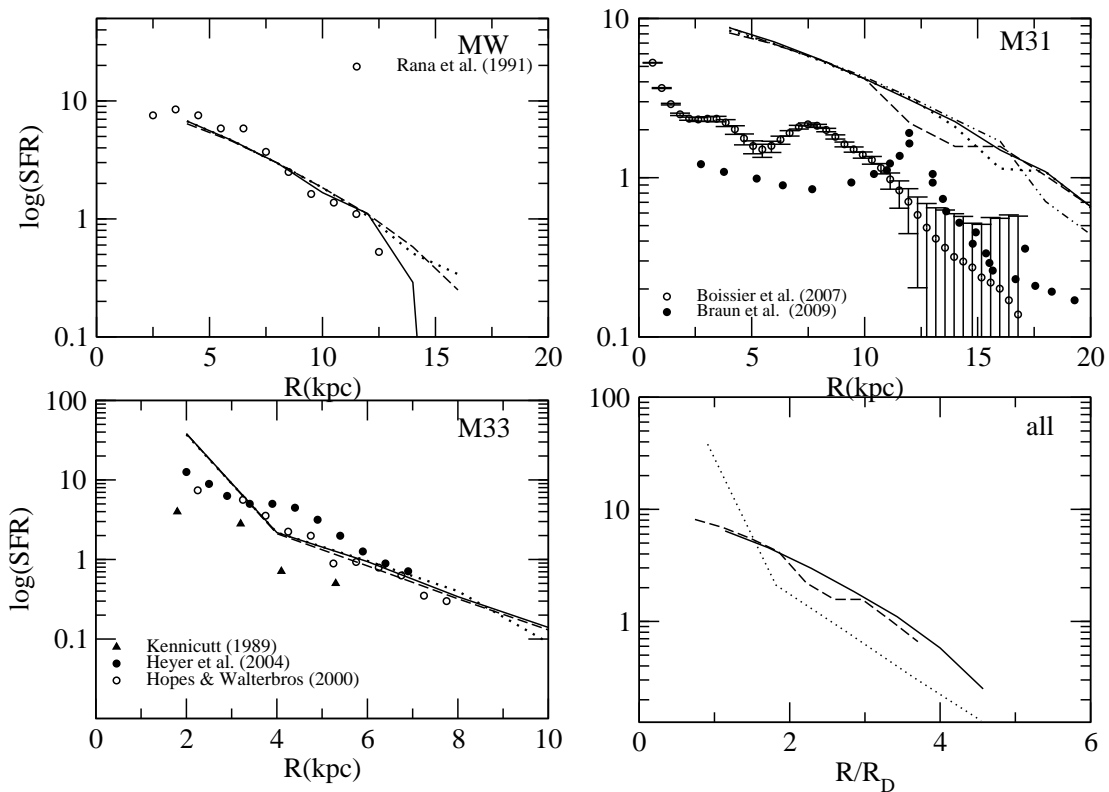 MW
Rana et al. (1991)
10
1
0.1
log(SFR)
0 5 10 15 20
R(kpc)
M31
10
1
0.1
Boissier et al. (2007)
Braun et al. (2009)
0 5 10 15 20
R(kpc)
M33
100
10
1
0.1
log(SFR)
Kennicutt (1989)
Heyer et al. (2004)
Hopes & Walterbros (2000)
0 2 4 6 8 10
R(kpc)
all
100
10
1
0 2 4 6
R/R_D